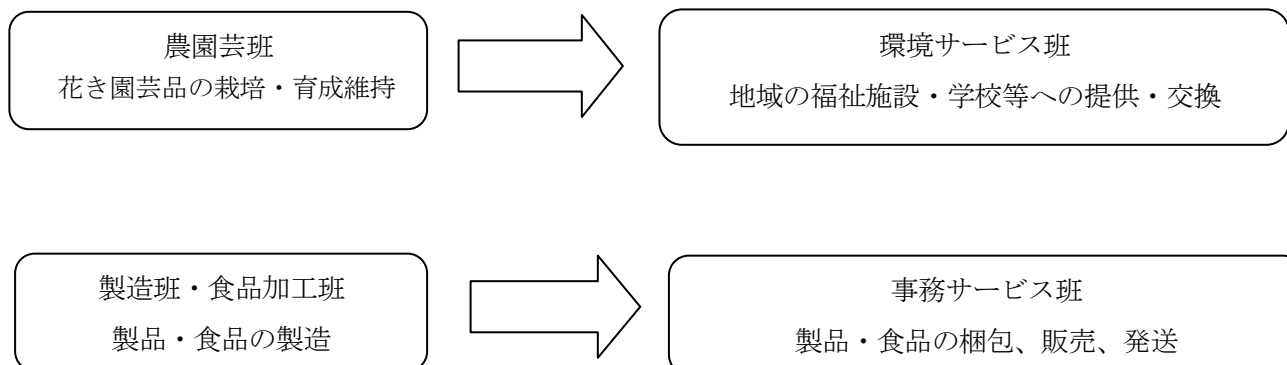 農園芸班
花き園芸品の栽培・育成維持
環境サービス班
地域の福祉施設・学校等への提供・交換
製造班・食品加工班
製品・食品の製造
事務サービス班
製品・食品の梱包、販売、発送